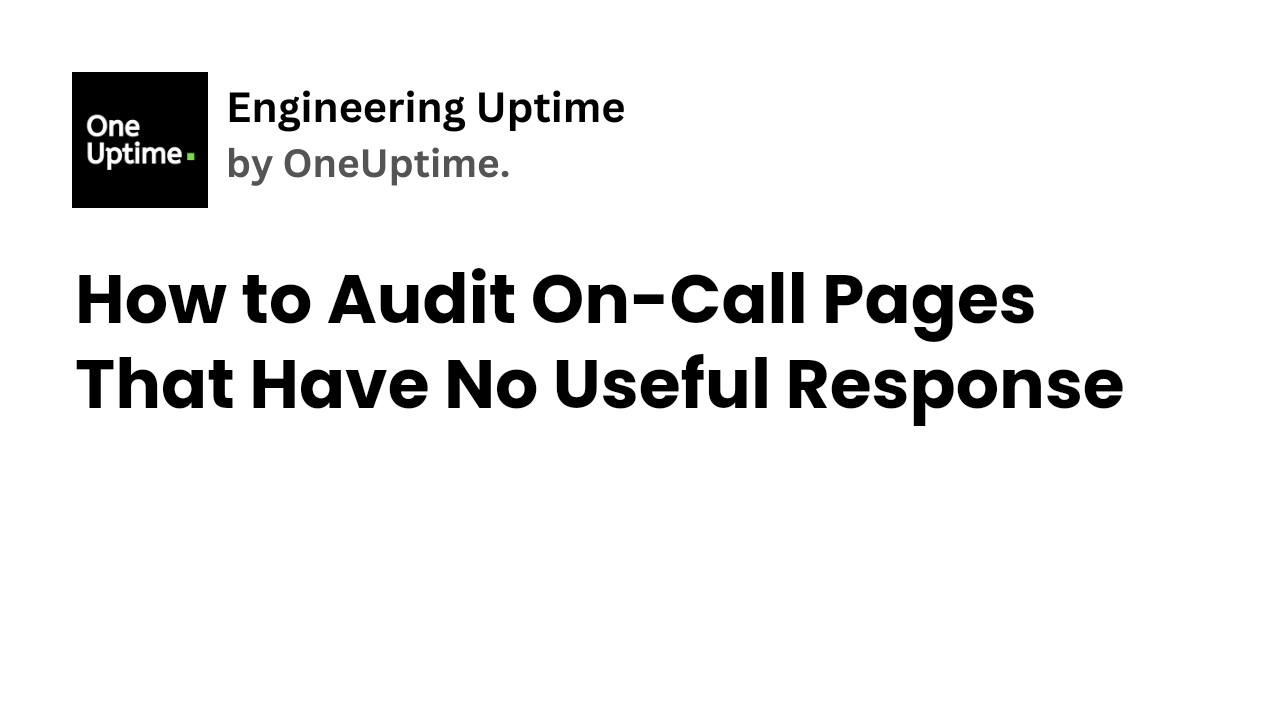 One
Uptime.
Engineering Uptime
by OneUptime.
How to Audit On-Call Pages
That Have No Useful Response